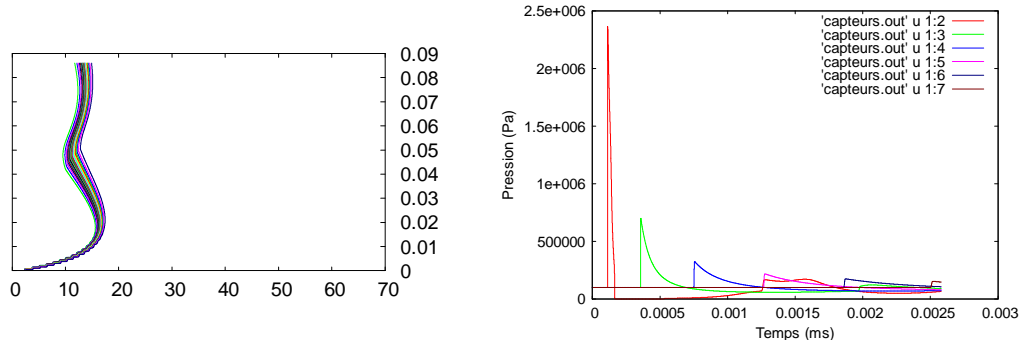 0.09
0.08
0.07
0.06
0.05
0.04
0.03
0.02
0.01
0
0 10 20 30 40 50 60 70
2.5e+006
2e+006
1.5e+006
1e+006
500000
0
Pression (Pa)
'capteurs.out' u 1:2
'capteurs.out' u 1:3
'capteurs.out' u 1:4
'capteurs.out' u 1:5
'capteurs.out' u 1:6
'capteurs.out' u 1:7
0 0.0005 0.001 0.0015 0.002 0.0025 0.003
Temps (ms)